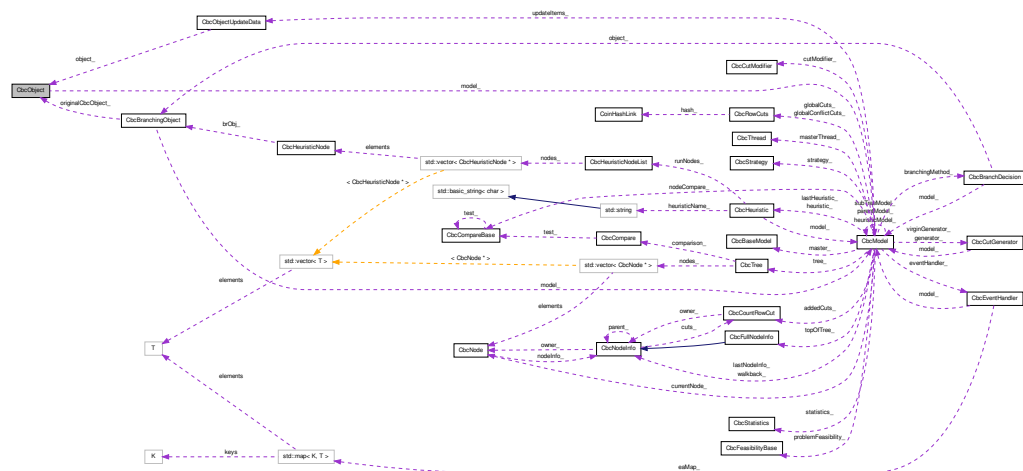 updateItems_
CbcObjectUpdateData
object_
object_
cutModifier_
CbcCutModifier
CbcObject
model_
originalCbcObject_
CbcBranchingObject
globalCuts_
globalConflictCuts_
CoinHashLink
hash_
CbcRowCuts
brObj_
CbcHeuristicNode
elements
masterThread_
CbcThread
std::vector< CbcHeuristicNode * >
nodes_
CbcHeuristicNodeList
runNodes_
CbcStrategy
strategy_
branchingMethod_
CbcBranchDecision
< CbcHeuristicNode * >
std::basic_string< char >
nodeCompare_
model_
lastHeuristic_
heuristic_
subTreeModel_
parentModel_
heuristicModel_
std::string
heuristicName_
CbcHeuristic
test_
CbcCompareBase
test_
CbcCompare
comparison_
CbcBaseModel
master_
model_
CbcModel
virginGenerator_
generator_
CbcCutGenerator
model_
std::vector< T >
< CbcNode * >
std::vector< CbcNode * >
nodes_
CbcTree
tree_
eventHandler_
elements
elements
model_
model_
CbcEventHandler
owner_
CbcCountRowCut
addedCuts_
parent_
cuts_
CbcFullNodeInfo
topOfTree_
T
CbcNode
owner_
nodeInfo_
CbcNodeInfo
lastNodeInfo_
walkback_
currentNode_
elements
statistics_
CbcStatistics
problemFeasibility_
CbcFeasibilityBase
K
keys
std::map< K, T >
eaMap_